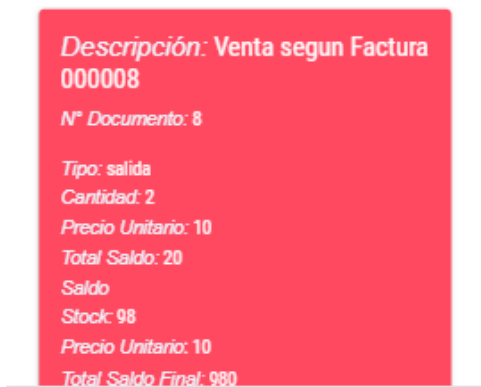 Descripción: Venta segun Factura
000008
N° Documento: 8
Tipo: salida
Cantidad: 2
Precio Unitario: 10
Total Saldo: 20
Saldo
Stock: 98
Precio Unitario: 10
Total Saldo Final: 980